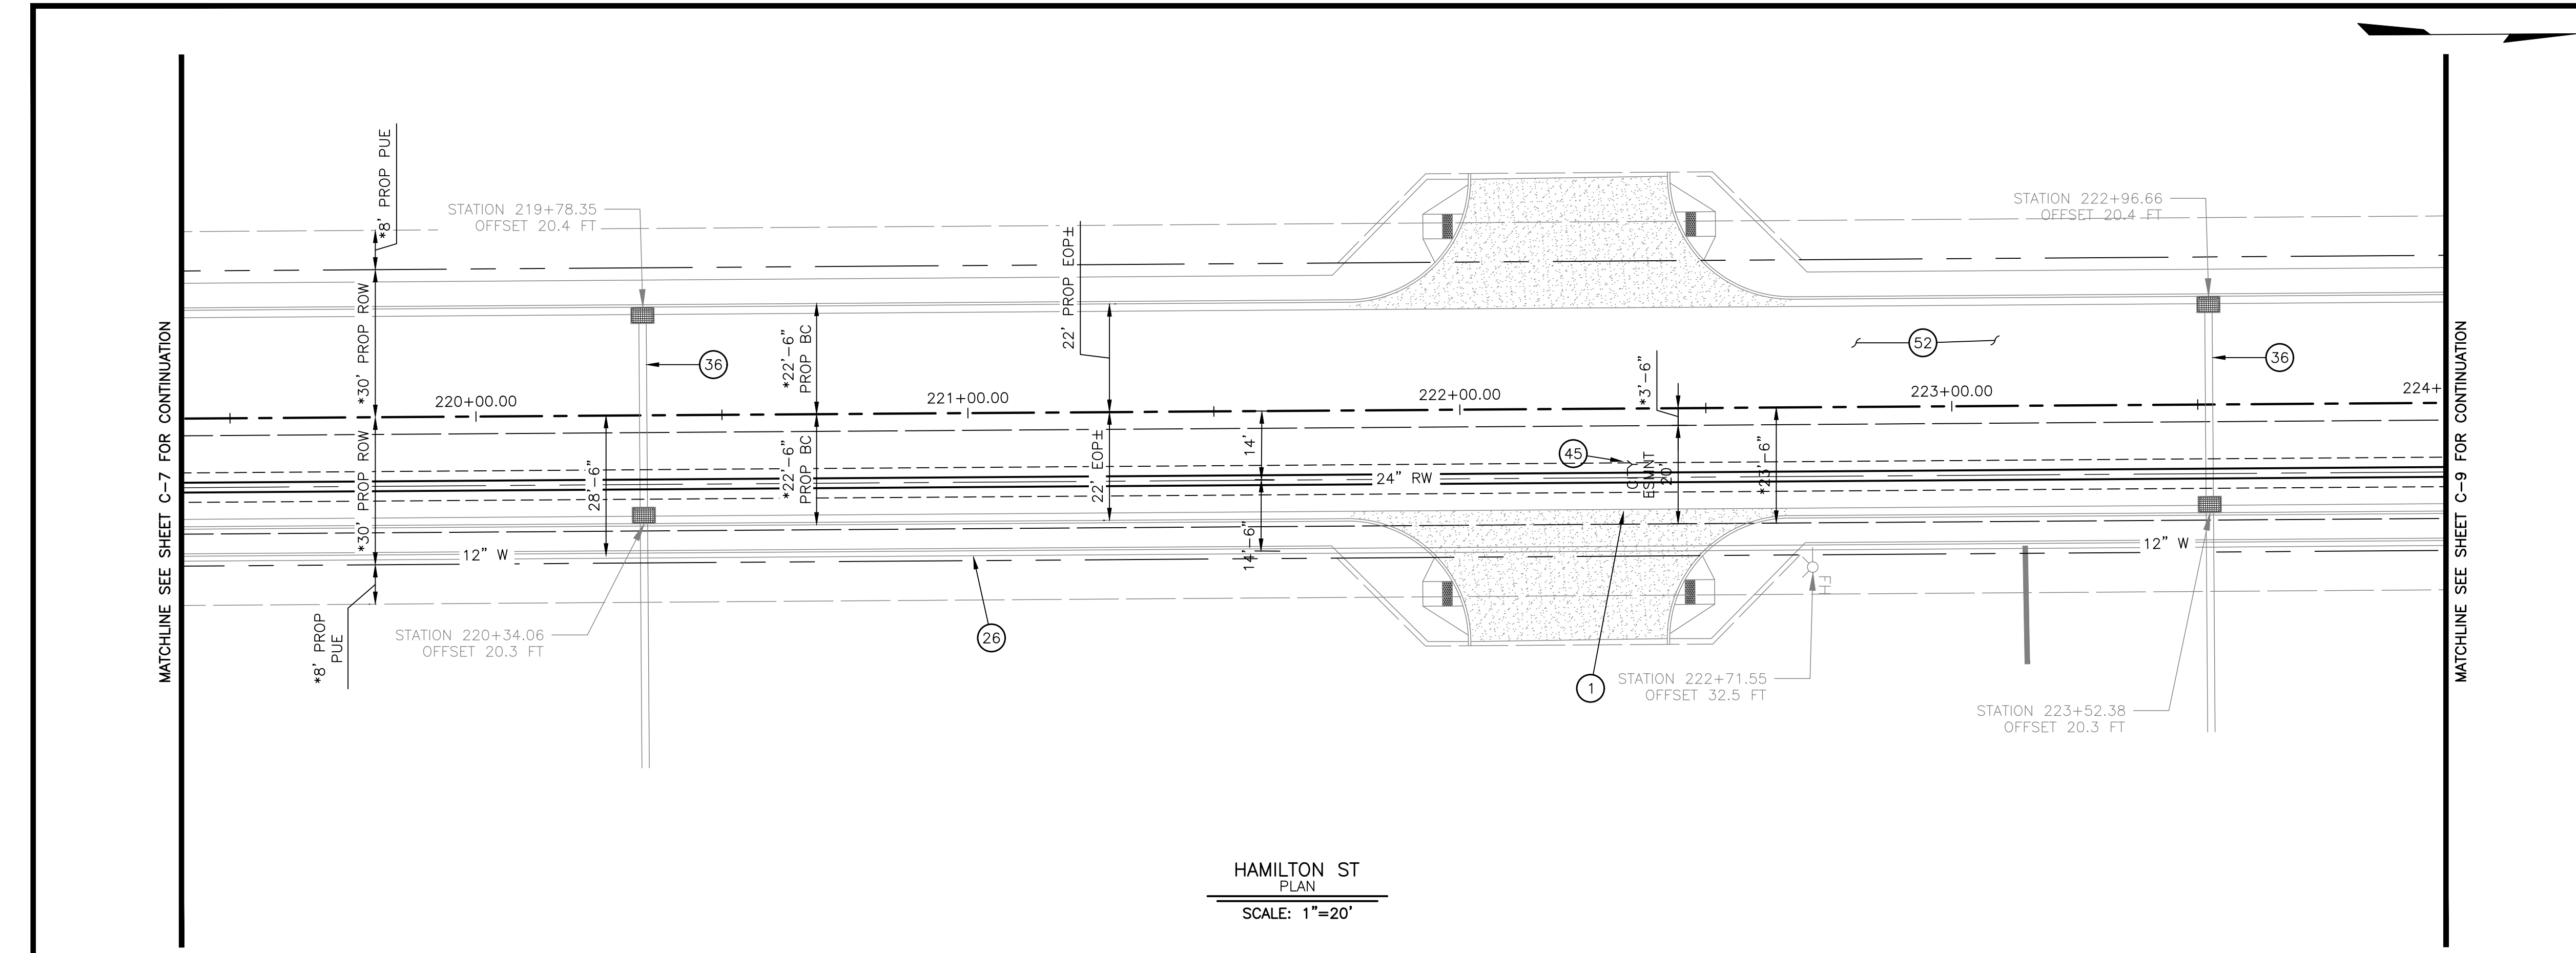 *8' PROP PUE
STATION 219+78.35
OFFSET 20.4 FT
22' PROP EOP±
STATION 222+96.66
OFFSET 20.4 FT
*30' PROP ROW
36
*22'-6"
PROP BC
52
36
*3'-6"
220+00.00
221+00.00
222+00.00
223+00.00
224+
MATCHLINE SEE SHEET C-7 FOR CONTINUATION
MATCHLINE SEE SHEET C-9 FOR CONTINUATION
*30' PROP ROW
28'-6"
*22'-6"
PROP BC
22' EOP±
14'
24" RW
45
CITY
ESMNT
20'
*23'-6"
14'-6"
12" W
12" W
FH
*8' PROP
PUE
STATION 220+34.06
OFFSET 20.3 FT
26
1
STATION 222+71.55
OFFSET 32.5 FT
STATION 223+52.38
OFFSET 20.3 FT
HAMILTON ST
PLAN
SCALE: 1"=20'